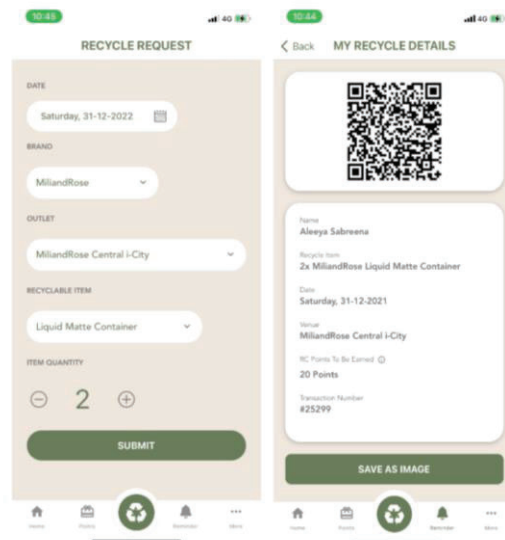 10:45
4G
RECYCLE REQUEST
DATE
Saturday, 31-12-2022
BRAND
MiliandRose
OUTLET
MiliandRose Central i-City
RECYCLABLE ITEM
Liquid Matte Container
ITEM QUANTITY
2
SUBMIT
Home
Points
Reminder
More
10:44
4G
Back
MY RECYCLE DETAILS
Name
Aleeya Sabreena
Recycle Item
2x MiliandRose Liquid Matte Container
Date
Saturday, 31-12-2021
Venue
MiliandRose Central i-City
RC Points To Be Earned
20 Points
Transaction Number
#25299
SAVE AS IMAGE
Home
Points
Reminder
More